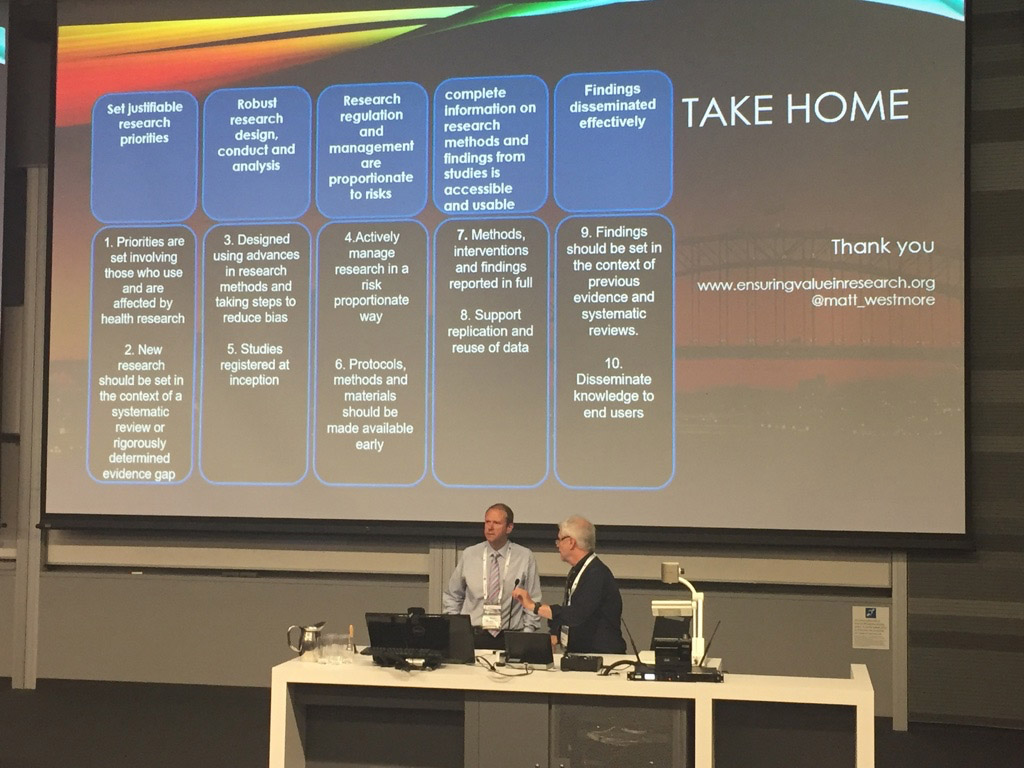 Set justifiable
research
priorities
Robust
research
design,
conduct and
analysis
Research
regulation
and
management
are
proportionate
to risks
complete
information on
research
methods and
findings from
studies is
accessible
and usable
Findings
disseminated
effectively
TAKE HOME
1. Priorities are
set involving
those who use
and are
affected by
health research
2. New
research
should be set in
the context of a
systematic
review or
rigorously
determined
evidence gap
3. Designed
using advances
in research
methods and
taking steps to
reduce bias
5. Studies
registered at
inception
4.Actively
manage
research in a
risk
proportionate
way
6. Protocols,
methods and
materials
should be
made available
early
7. Methods,
interventions
and findings
reported in full
8. Support
replication and
reuse of data
9. Findings
should be set in
the context of
previous
evidence and
systematic
reviews.
10.
Disseminate
knowledge to
end users
Thank you
www.ensuringvalueinresearch.org
@matt_westmore